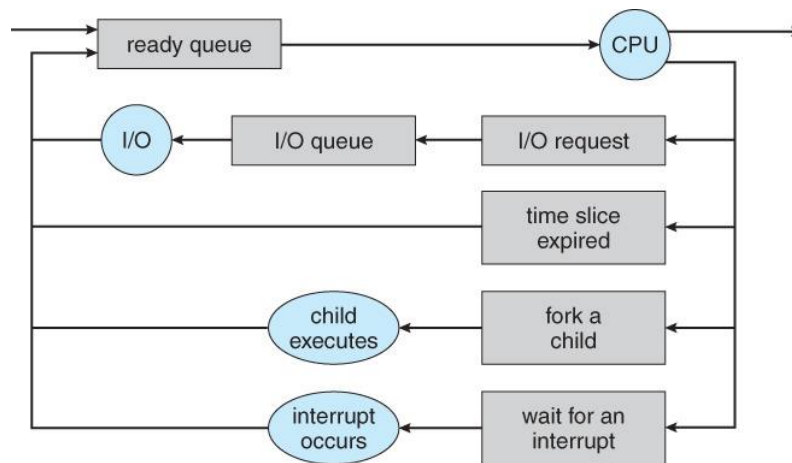 ready queue
CPU
I/O
I/O queue
I/O request
time slice
expired
child
executes
fork a
child
interrupt
occurs
wait for an
interrupt